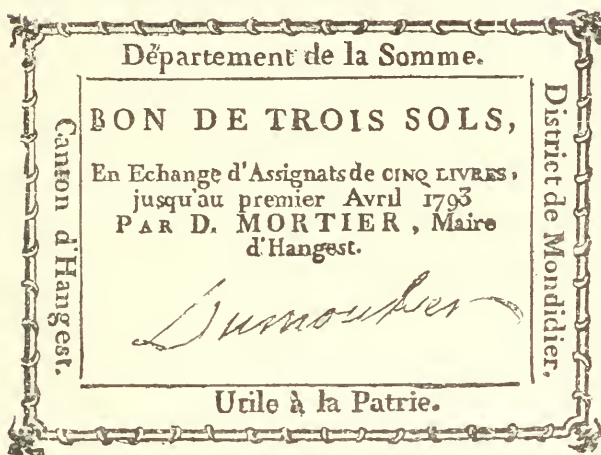 Département de la Somme.
Canton d'Hangest.
BON DE TROIS SOLS,
En Echange d'Assignats de CINQ LIVRES,
jusqu'au premier Avril 1793
PAR D. MORTIER, Maire
d'Hangest.
District de Mondidier.
Utile à la Patrie.